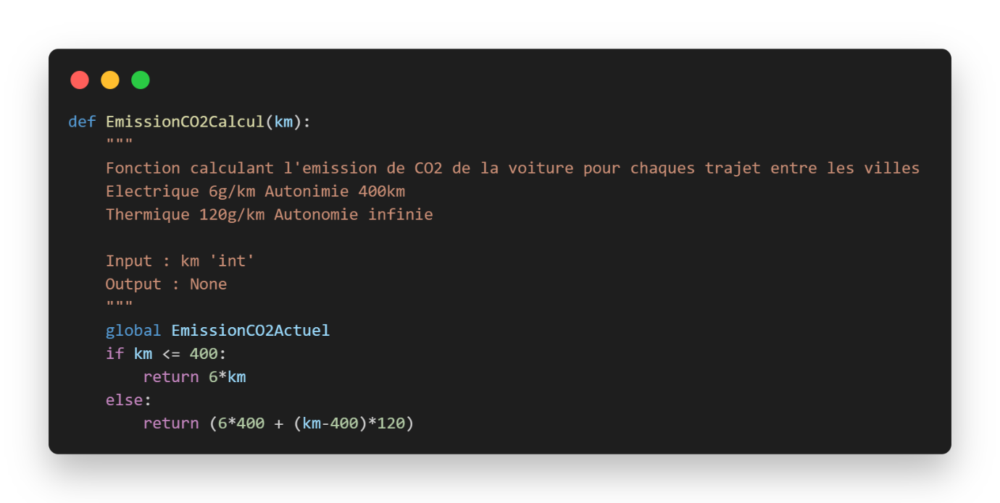 def EmissionCO2Calcul(km):
    """
    Fonction calculant l'emission de CO2 de la voiture pour chaques trajet entre les villes
    Electrique 6g/km Autonimie 400km
    Thermique 120g/km Autonomie infinie

    Input : km 'int'
    Output : None
    """
    global EmissionCO2Actuel
    if km <= 400:
        return 6*km
    else:
        return (6*400 + (km-400)*120)